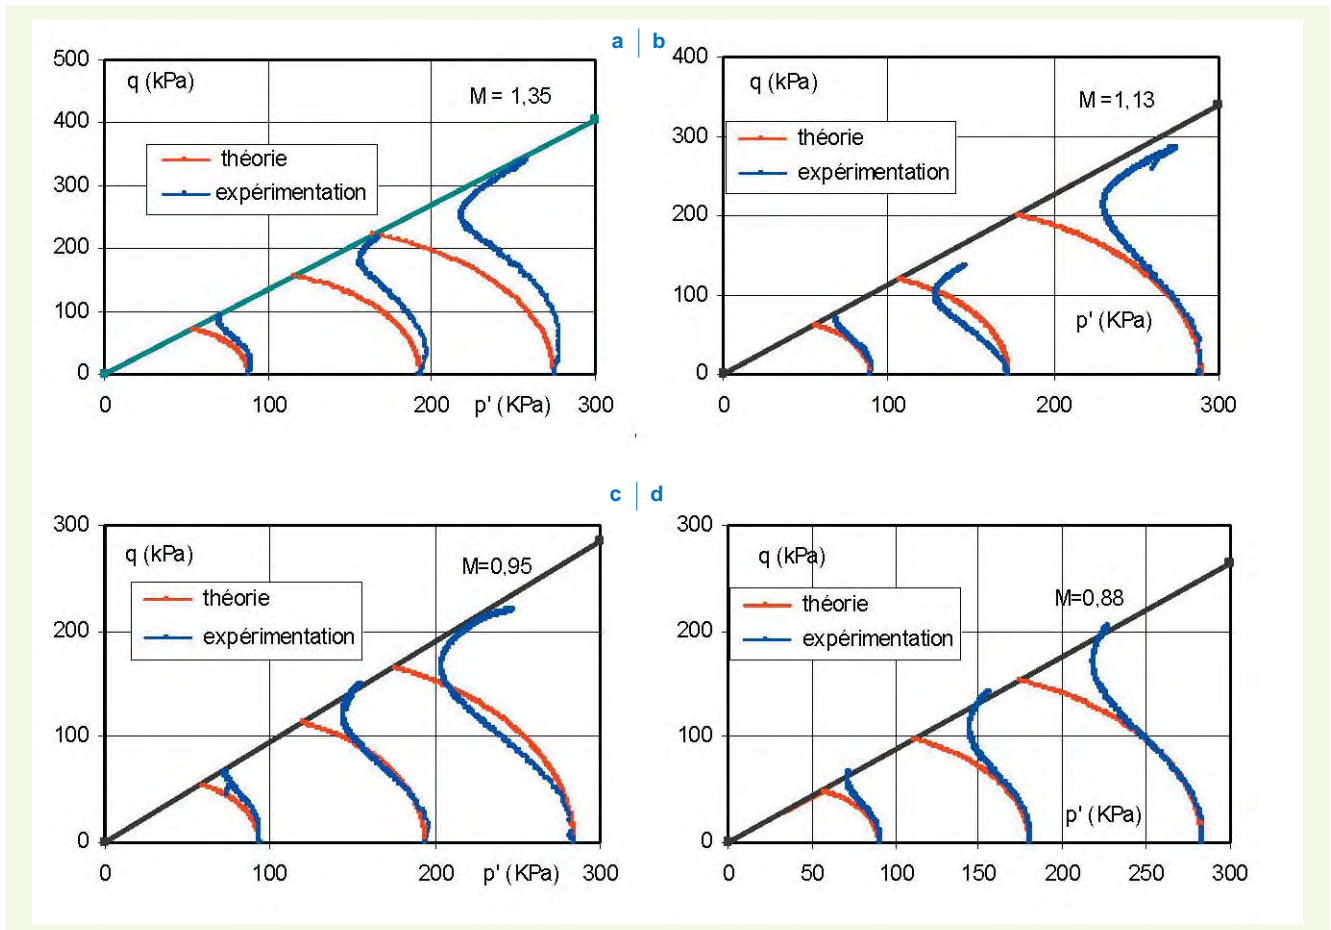 a | b
500
400
300
200
100
0
q (kPa)
M = 1,35
théorie
expérimentation
0
100
200
p' (KPa)
300
400
300
200
100
0
q (kPa)
M=1,13
théorie
expérimentation
p' (KPa)
0
100
200
300
c | d
300
200
100
0
q (kPa)
M=0,95
théorie
expérimentation
0
100
200
p' (KPa)
300
300
200
100
0
q (kPa)
M=0,88
théorie
expérimentation
p' (KPa)
0
50
100
150
200
250
300